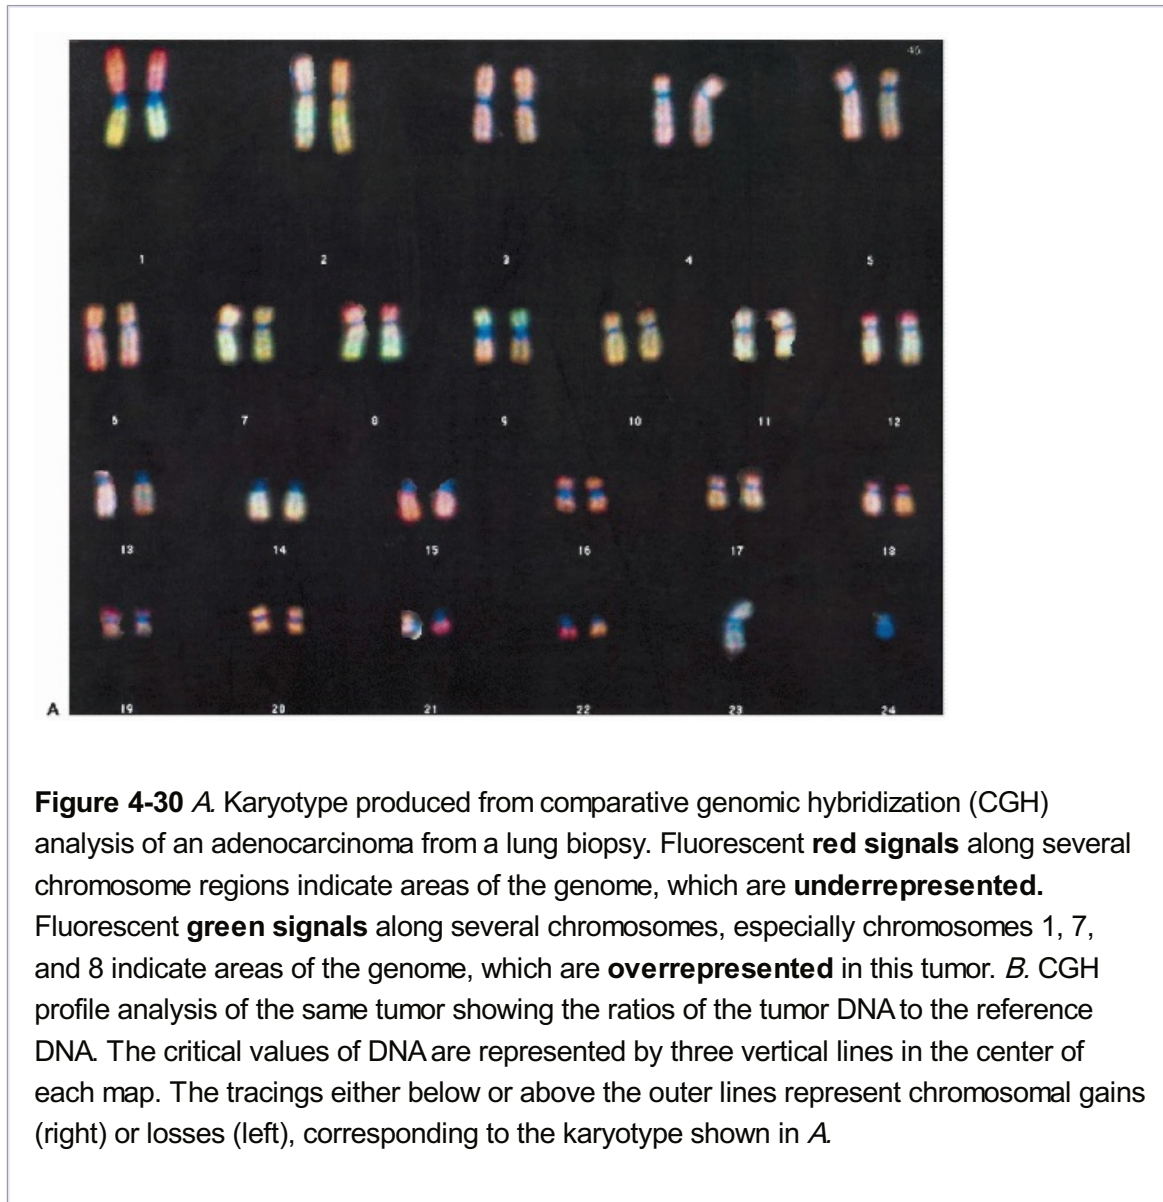 46
1 2 3 4 5
6 7 8 9 10 11 12
13 14 15 16 17 18
A 19 20 21 22 23 24
Figure 4-30 A. Karyotype produced from comparative genomic hybridization (CGH)
analysis of an adenocarcinoma from a lung biopsy. Fluorescent red signals along several
chromosome regions indicate areas of the genome, which are underrepresented.
Fluorescent green signals along several chromosomes, especially chromosomes 1, 7,
and 8 indicate areas of the genome, which are overrepresented in this tumor. B. CGH
profile analysis of the same tumor showing the ratios of the tumor DNA to the reference
DNA. The critical values of DNA are represented by three vertical lines in the center of
each map. The tracings either below or above the outer lines represent chromosomal gains
(right) or losses (left), corresponding to the karyotype shown in A.